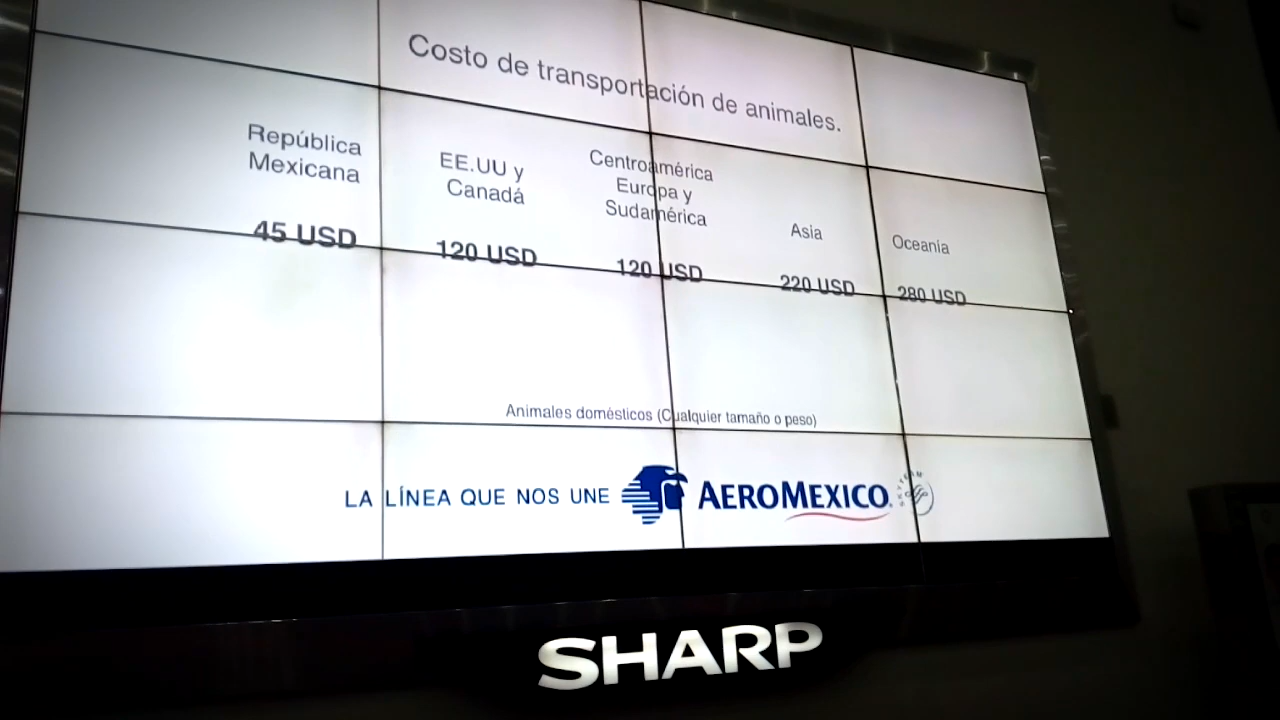 Costo de transportación de animales.
República
Mexicana
45 USD
EE.UU y
Canadá
120 USD
Centroamérica
Europa y
Sudamérica
120 USD
Asia
220 USD
Oceanía
280 USD
Animales domésticos (Cualquier tamaño o peso)
LA LÍNEA QUE NOS UNE AEROMEXICO
SKYTEAM
SHARP